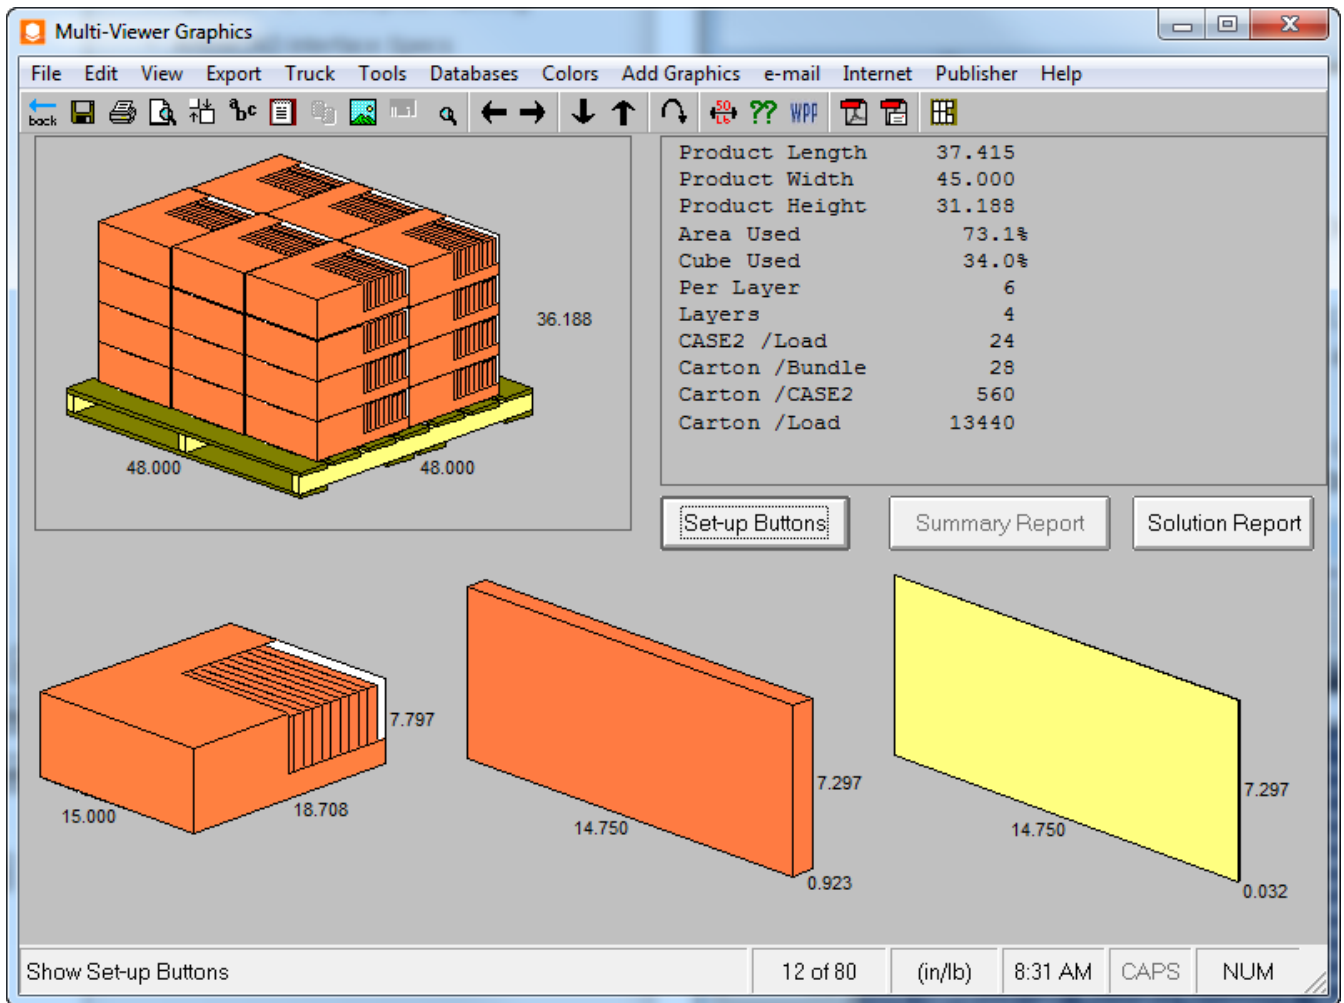 Multi-Viewer Graphics
File Edit View Export Truck Tools Databases Colors Add Graphics e-mail Internet Publisher Help
back abc 50 Lb ?? WPP
Product Length 37.415
Product Width 45.000
Product Height 31.188
Area Used 73.1%
Cube Used 34.0%
Per Layer 6
Layers 4
CASE2 /Load 24
Carton /Bundle 28
Carton /CASE2 560
Carton /Load 13440
36.188
48.000 48.000
Set-up Buttons Summary Report Solution Report
7.797
15.000 18.708
7.297
14.750
0.923
7.297
14.750
0.032
Show Set-up Buttons 12 of 80 (in/lb) 8:31 AM CAPS NUM